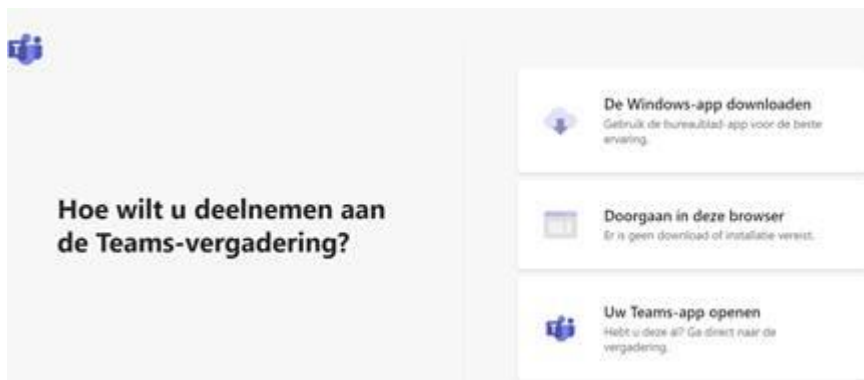 Hoe wilt u deelnemen aan
de Teams-vergadering?
De Windows-app downloaden
Gebruik de bureaublad-app voor de beste
ervaring.
Doorgaan in deze browser
Er is geen download of installatie vereist.
Uw Teams-app openen
Hebt u deze al? Ga direct naar de
vergadering.